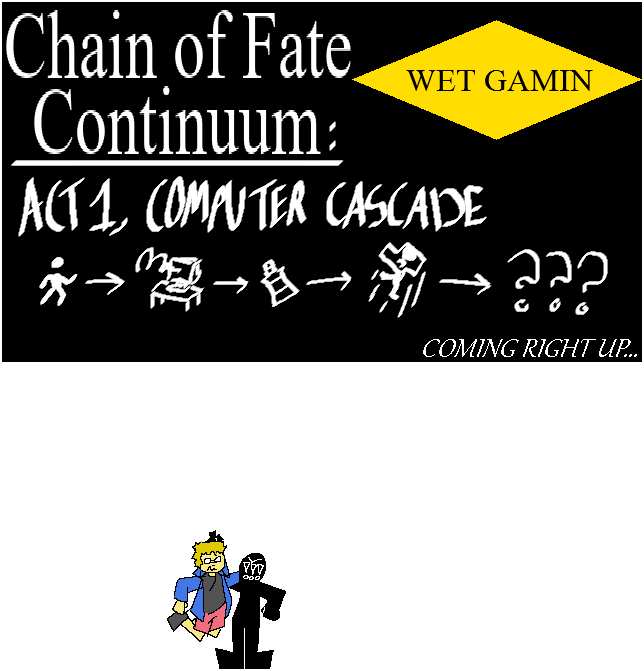 Chain of Fate
Continuum:
WET GAMIN
ACT 1, COMPUTER CASCADE
???
COMING RIGHT UP...